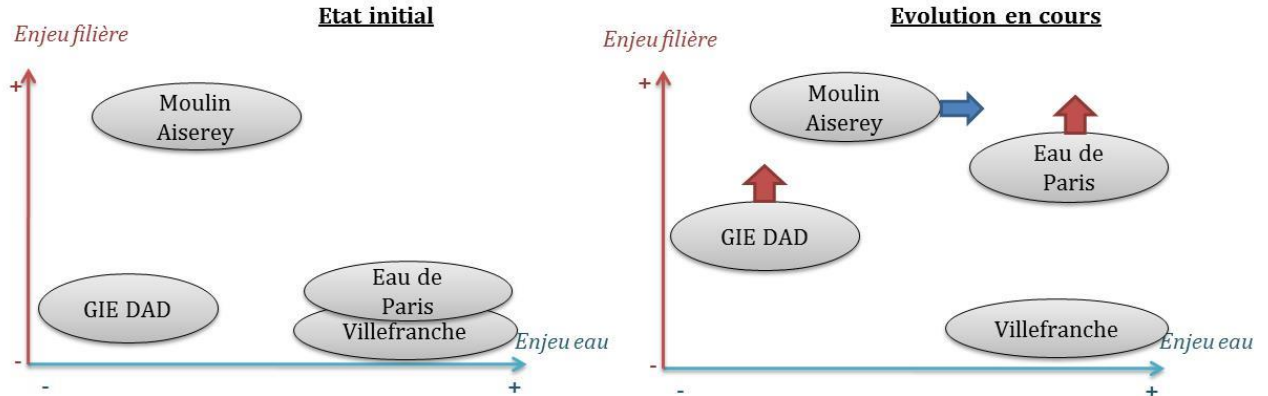 Etat initial
Enjeu filière
+
Moulin
Aiserey
GIE DAD
Eau de
Paris
Villefranche
Enjeu eau
-
-
+
Evolution en cours
Enjeu filière
+
Moulin
Aiserey
Eau de
Paris
GIE DAD
Villefranche
Enjeu eau
-
-
+